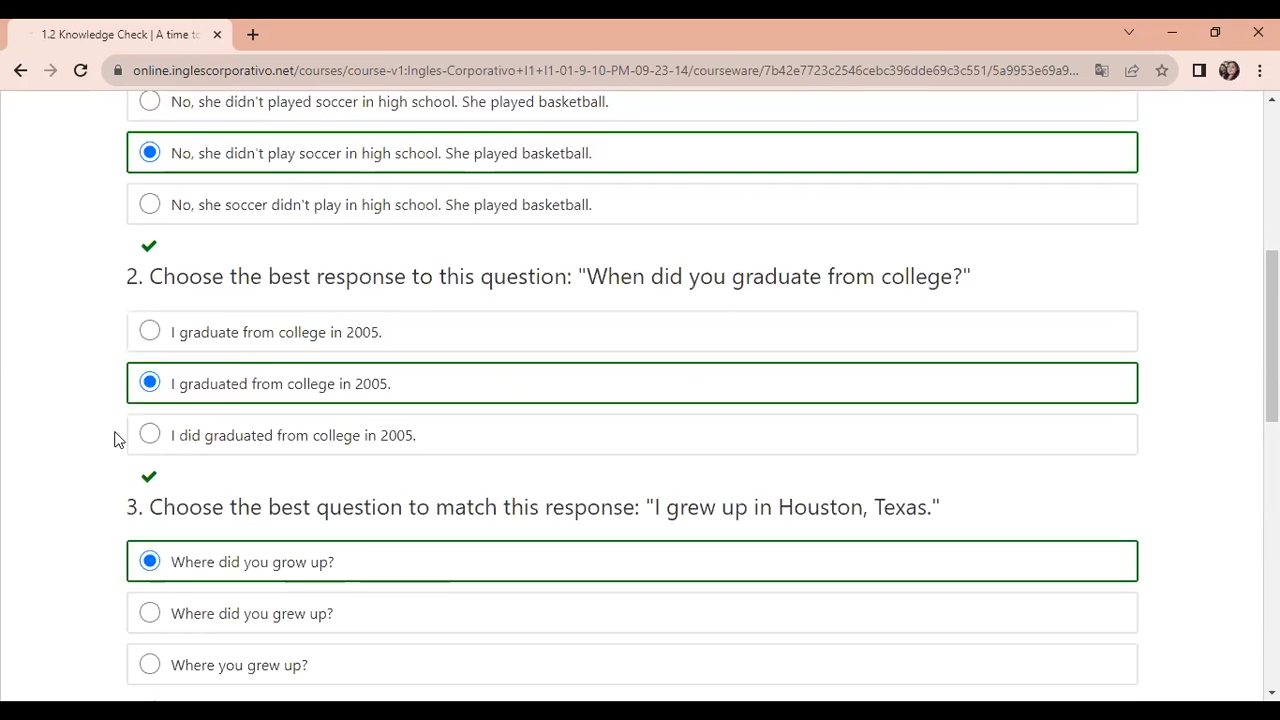 1.2 Knowledge Check | A time to
online.inglescorporativo.net/courses/course-v1:Ingles-Corporativo+I1+I1-01-9-10-PM-09-23-14/courseware/7b42e7723c2546cebc396dde69c3c551/5a9953e69a9...
No, she didn't played soccer in high school. She played basketball.
No, she didn't play soccer in high school. She played basketball.
No, she soccer didn't play in high school. She played basketball.
2. Choose the best response to this question: "When did you graduate from college?"
I graduate from college in 2005.
I graduated from college in 2005.
I did graduated from college in 2005.
3. Choose the best question to match this response: "I grew up in Houston, Texas."
Where did you grow up?
Where did you grew up?
Where you grew up?